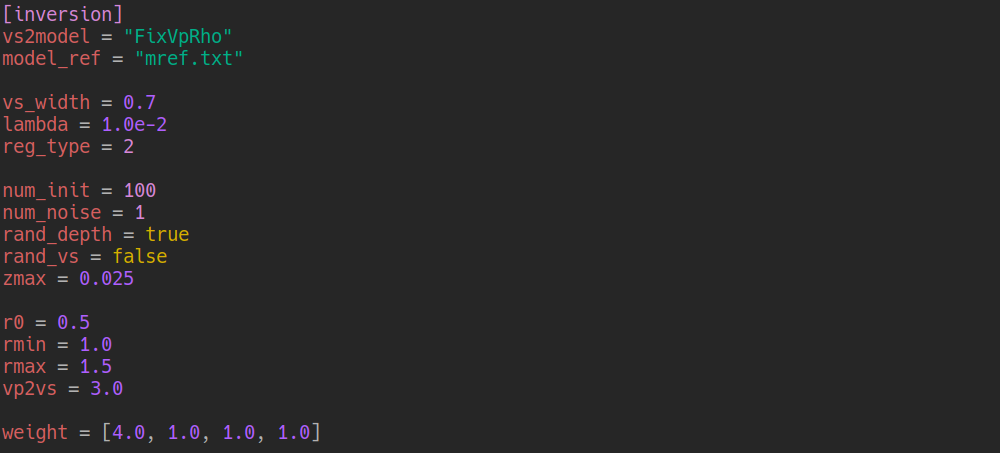 [inversion]
vs2model = "FixVpRho"
model_ref = "mref.txt"
vs_width = 0.7
lambda = 1.0e-2
reg_type = 2
num_init = 100
num_noise = 1
rand_depth = true
rand_vs = false
zmax = 0.025
r0 = 0.5
rmin = 1.0
rmax = 1.5
vp2vs = 3.0
weight = [4.0, 1.0, 1.0, 1.0]